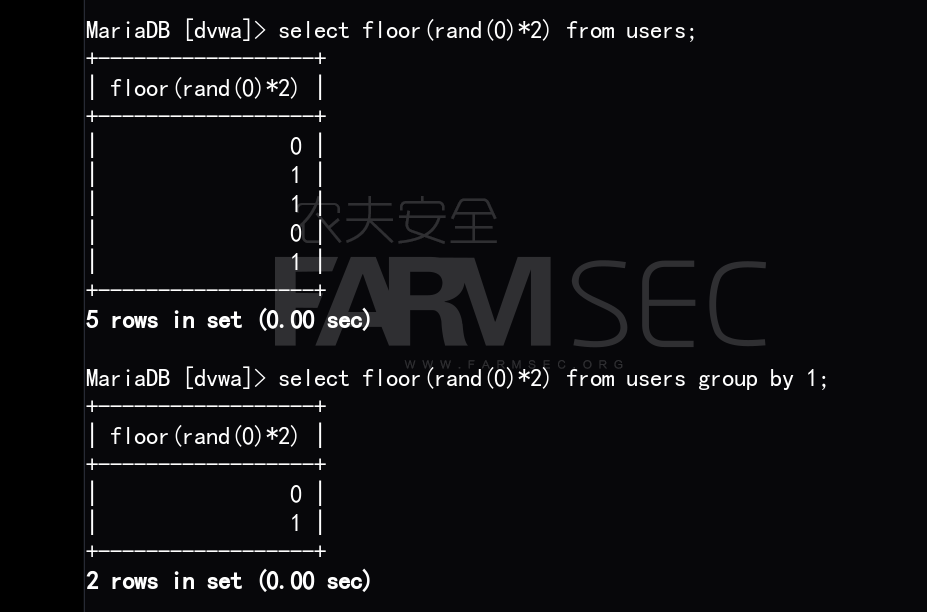 MariaDB [dvwa]> select floor(rand(0)*2) from users;
+------------------+
| floor(rand(0)*2) |
+------------------+
|                0 |
|                1 |
|                1 |
|                0 |
|                1 |
+------------------+
5 rows in set (0.00 sec)
农夫安全
FARMSEC
WWW.FARMSEC.ORG
MariaDB [dvwa]> select floor(rand(0)*2) from users group by 1;
+------------------+
| floor(rand(0)*2) |
+------------------+
|                0 |
|                1 |
+------------------+
2 rows in set (0.00 sec)